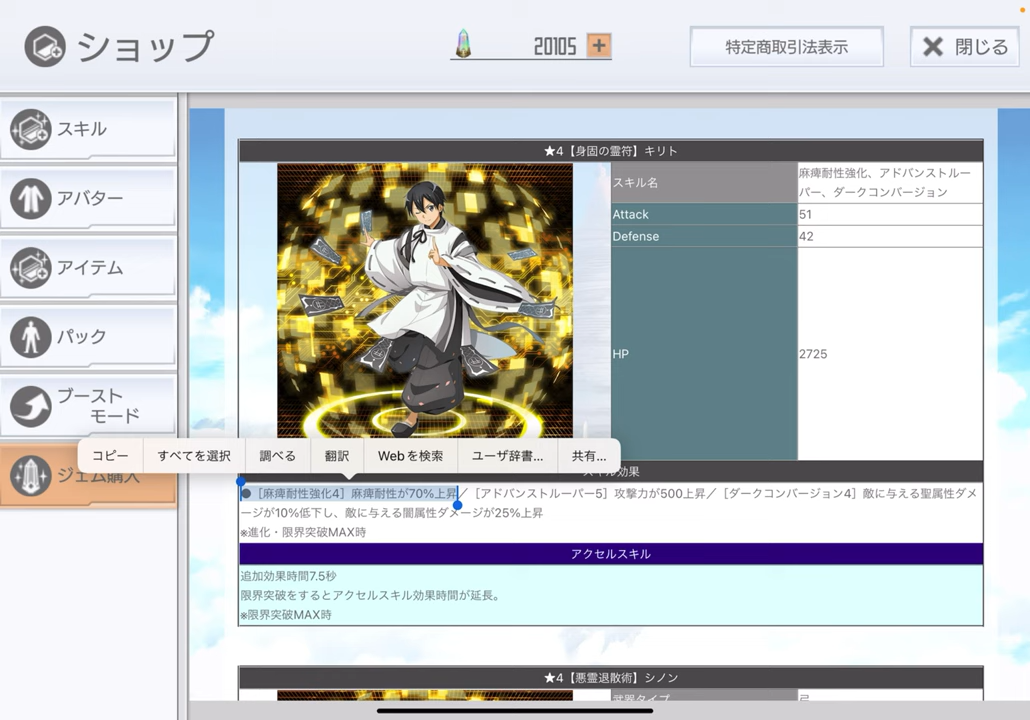 ショップ
20105
特定商取引法表示
閉じる
スキル
アバター
アイテム
パック
ブースト
モード
ジェム購入
★4【身固の霊符】キリト
スキル名
麻痺耐性強化、アドバンストルー
パー、ダークコンバージョン
Attack
51
Defense
42
HP
2725
コピー
すべてを選択
調べる
翻訳
Webを検索
ユーザ辞書...
共有...
スキル効果
●［麻痺耐性強化4］麻痺耐性が70%上昇／［アドバンストルーパー5］攻撃力が500上昇／［ダークコンバージョン4］敵に与える聖属性ダメ
ージが10%低下し、敵に与える闇属性ダメージが25%上昇
※進化・限界突破MAX時
アクセルスキル
追加効果時間7.5秒
限界突破をするとアクセルスキル効果時間が延長。
※限界突破MAX時
★4【悪霊退散術】シノン
武器タイプ
弓